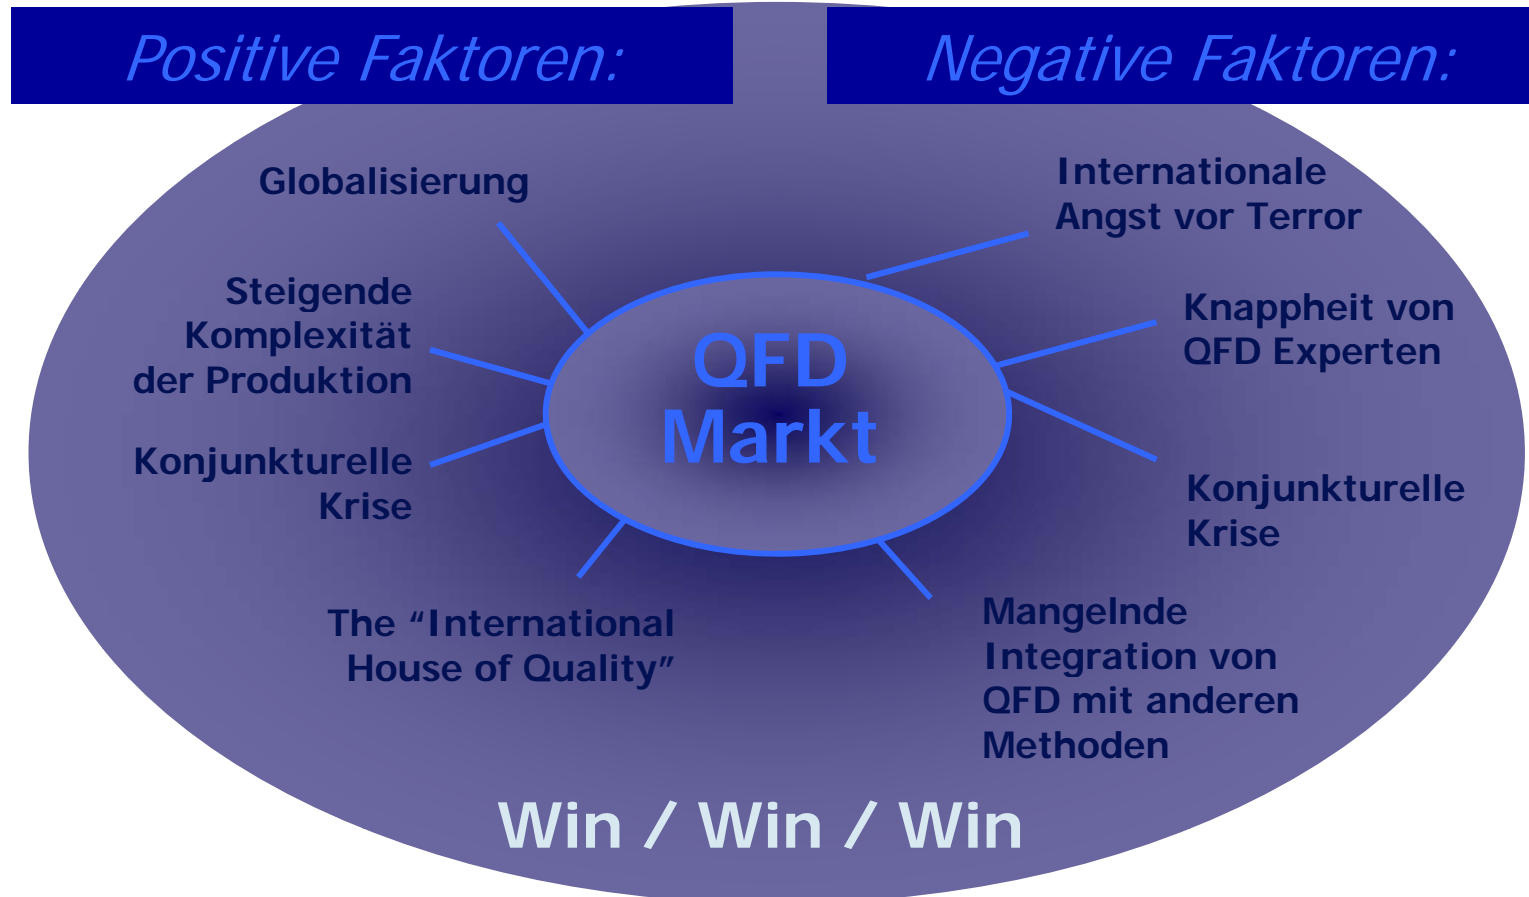 Positive Faktoren:
Negative Faktoren:
Globalisierung
Steigende
Komplexität
der Produktion
Konjunkturelle
Krise
The “International
House of Quality”
QFD
Markt
Internationale
Angst vor Terror
Knappheit von
QFD Experten
Konjunkturelle
Krise
Mangelnde
Integration von
QFD mit anderen
Methoden
Win / Win / Win